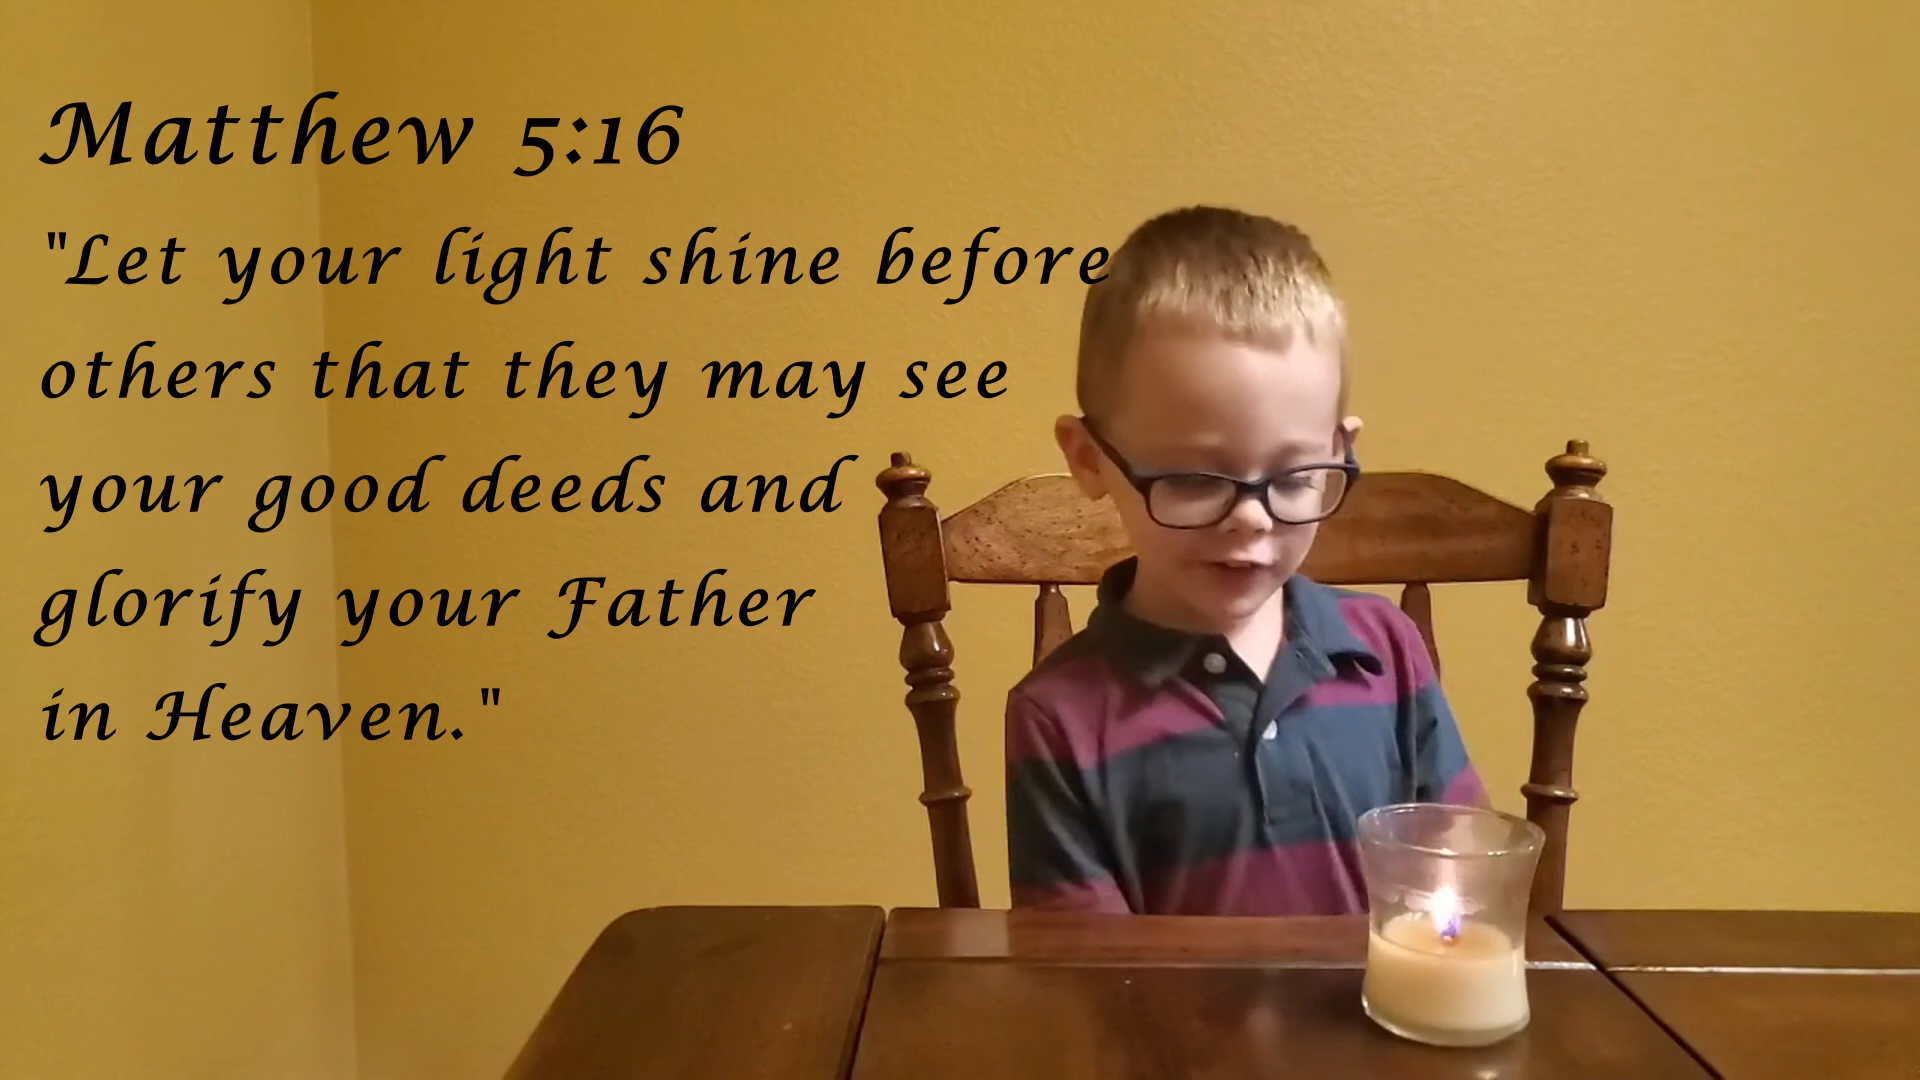 Matthew 5:16
"Let your light shine before
others that they may see
your good deeds and
glorify your Father
in Heaven."